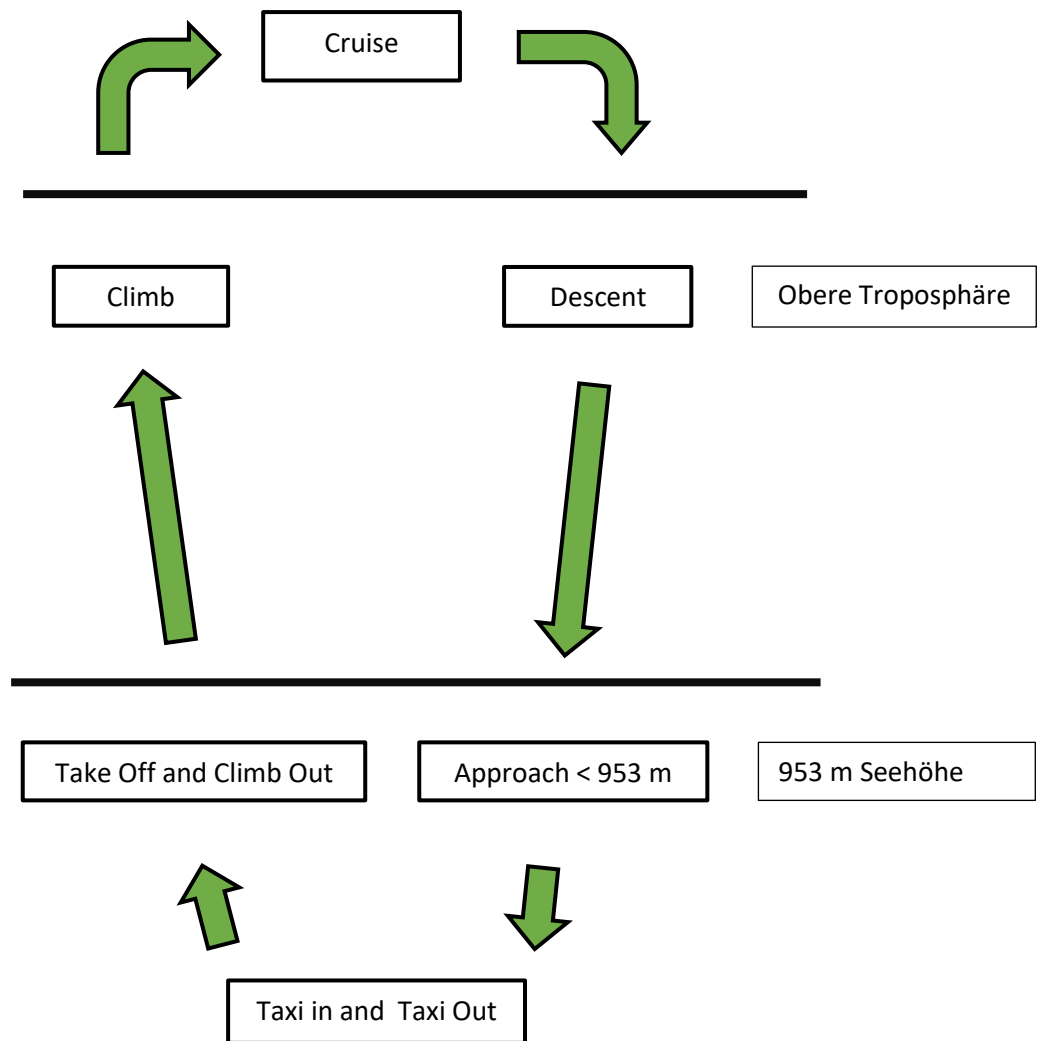 Cruise
Climb
Descent
Obere Troposphäre
Take Off and Climb Out
Approach < 953 m
953 m Seehöhe
Taxi in and  Taxi Out